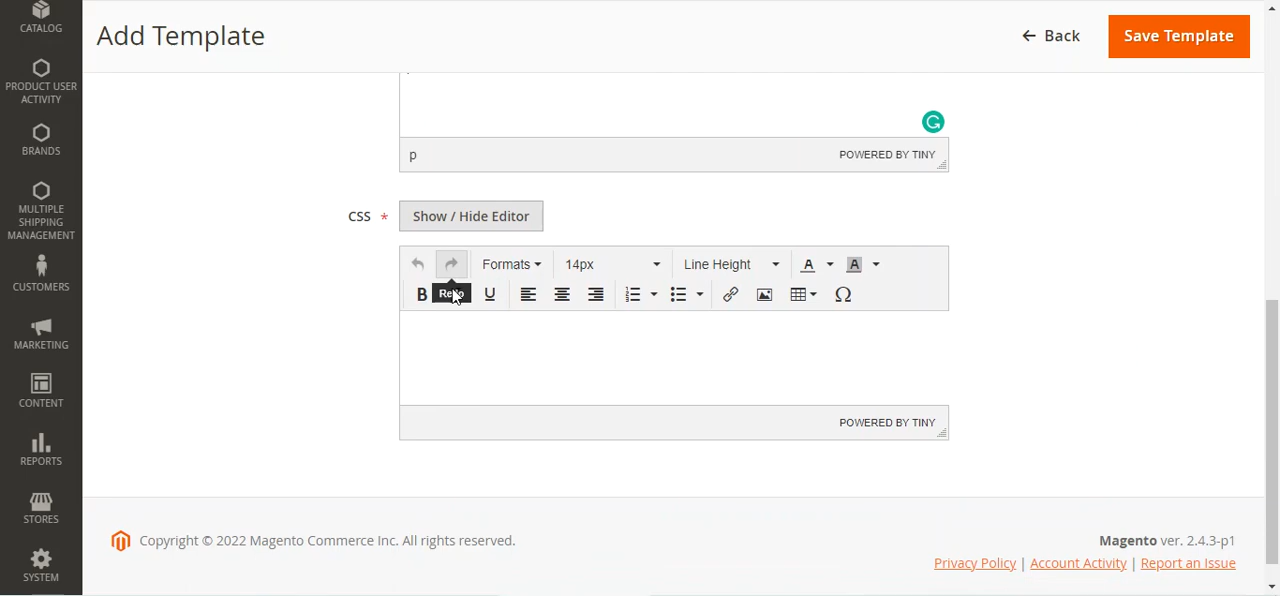 CATALOG
PRODUCT USER
ACTIVITY
BRANDS
MULTIPLE
SHIPPING
MANAGEMENT
CUSTOMERS
MARKETING
CONTENT
REPORTS
STORES
SYSTEM
Add Template
Back
Save Template
p
POWERED BY TINY
CSS * Show / Hide Editor
Formats 14px Line Height A A
B U Ω
Redo
POWERED BY TINY
Copyright © 2022 Magento Commerce Inc. All rights reserved.
Magento ver. 2.4.3-p1
Privacy Policy | Account Activity | Report an Issue